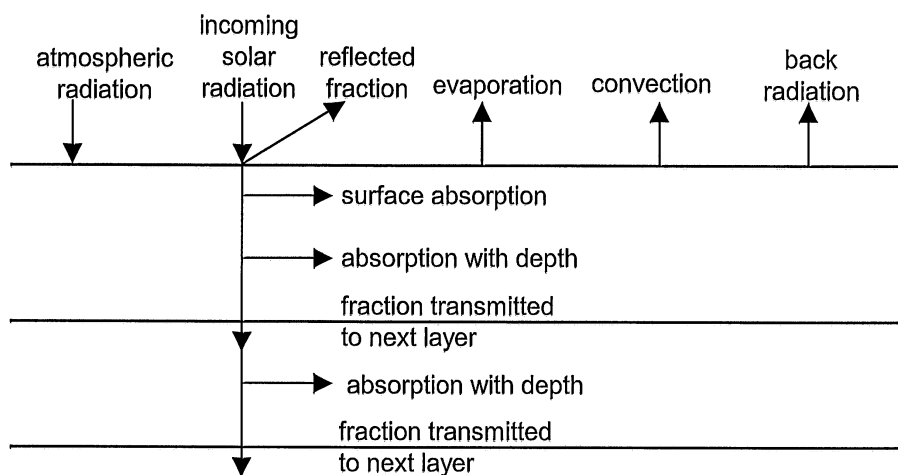 atmospheric
radiation
incoming
solar
radiation
reflected
fraction
evaporation
convection
back
radiation
surface absorption
absorption with depth
fraction transmitted
to next layer
absorption with depth
fraction transmitted
to next layer